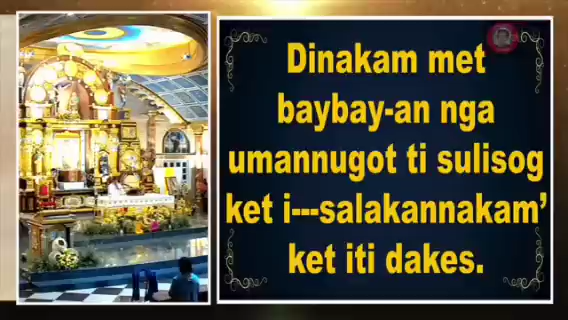 Dinakam met
baybay-an nga
umannugot ti sulisog
ket i---salakannakam’
ket iti dakes.